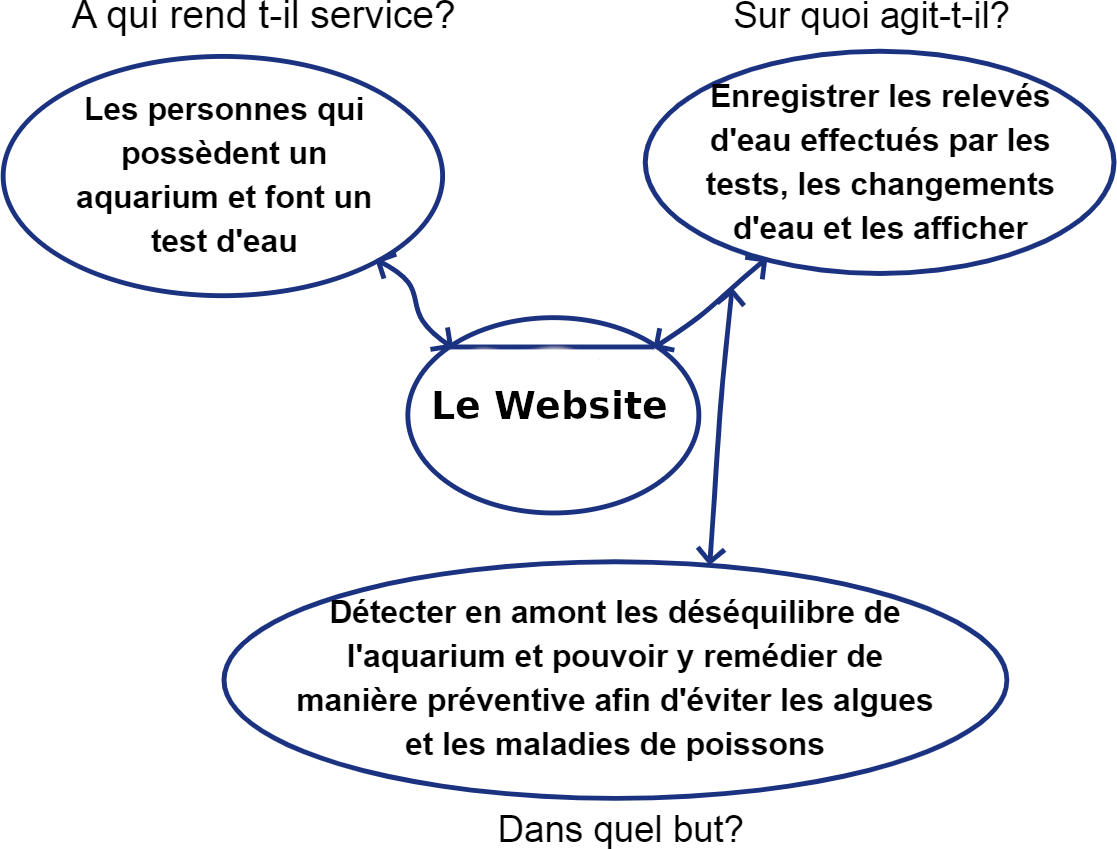 A qui rend t-il service?
Les personnes qui
possèdent un
aquarium et font un
test d'eau
Sur quoi agit-t-il?
Enregistrer les relevés
d'eau effectués par les
tests, les changements
d'eau et les afficher
Le Website
Détecter en amont les déséquilibre de
l'aquarium et pouvoir y remédier de
manière préventive afin d'éviter les algues
et les maladies de poissons
Dans quel but?